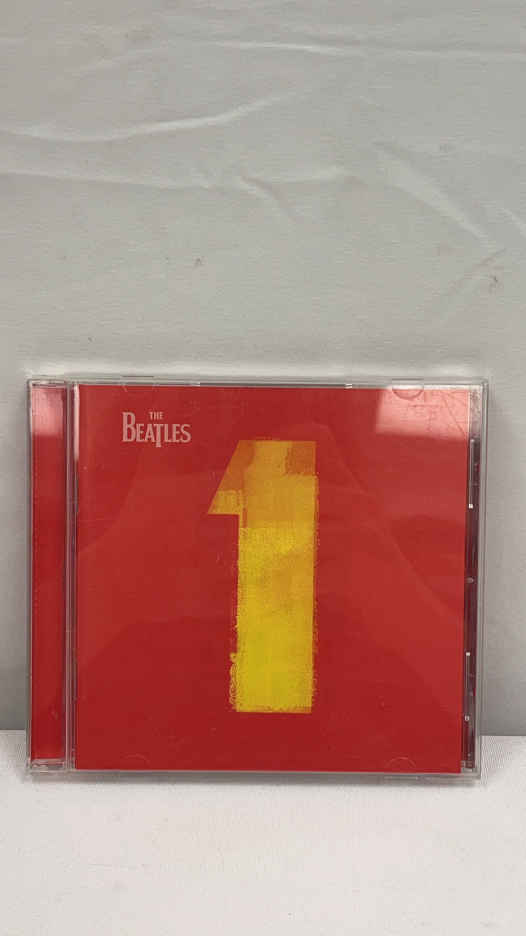 THE
BEATLES
1